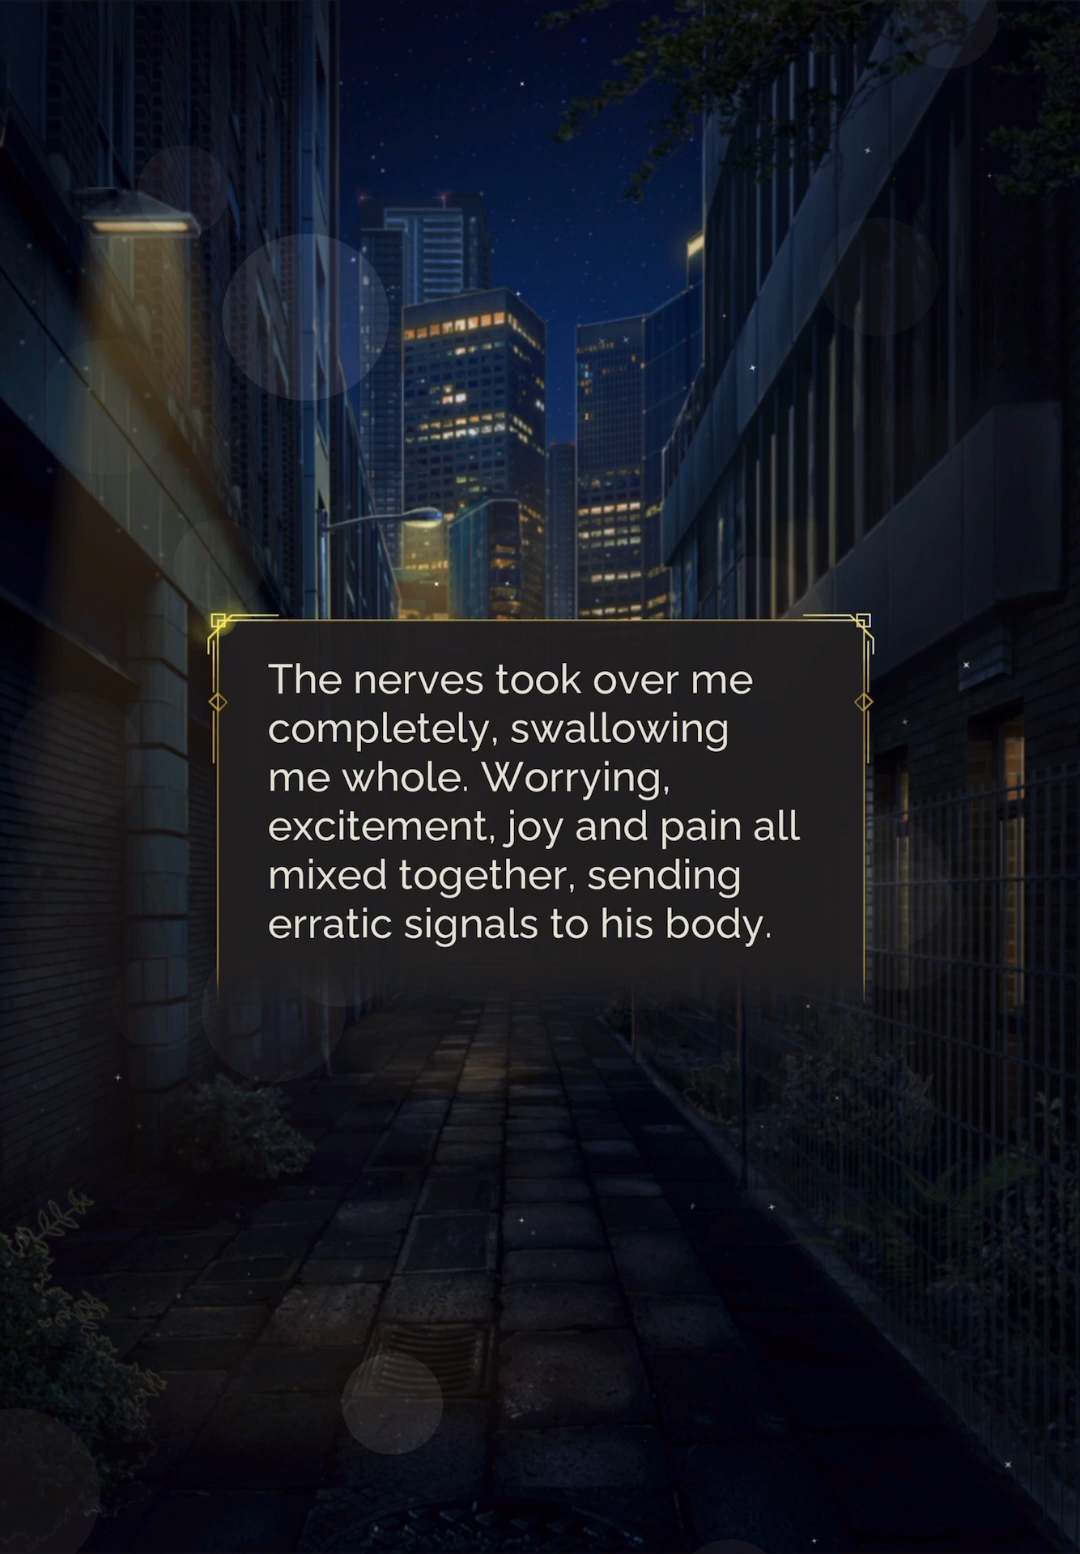 The nerves took over me
completely, swallowing
me whole. Worrying,
excitement, joy and pain all
mixed together, sending
erratic signals to his body.